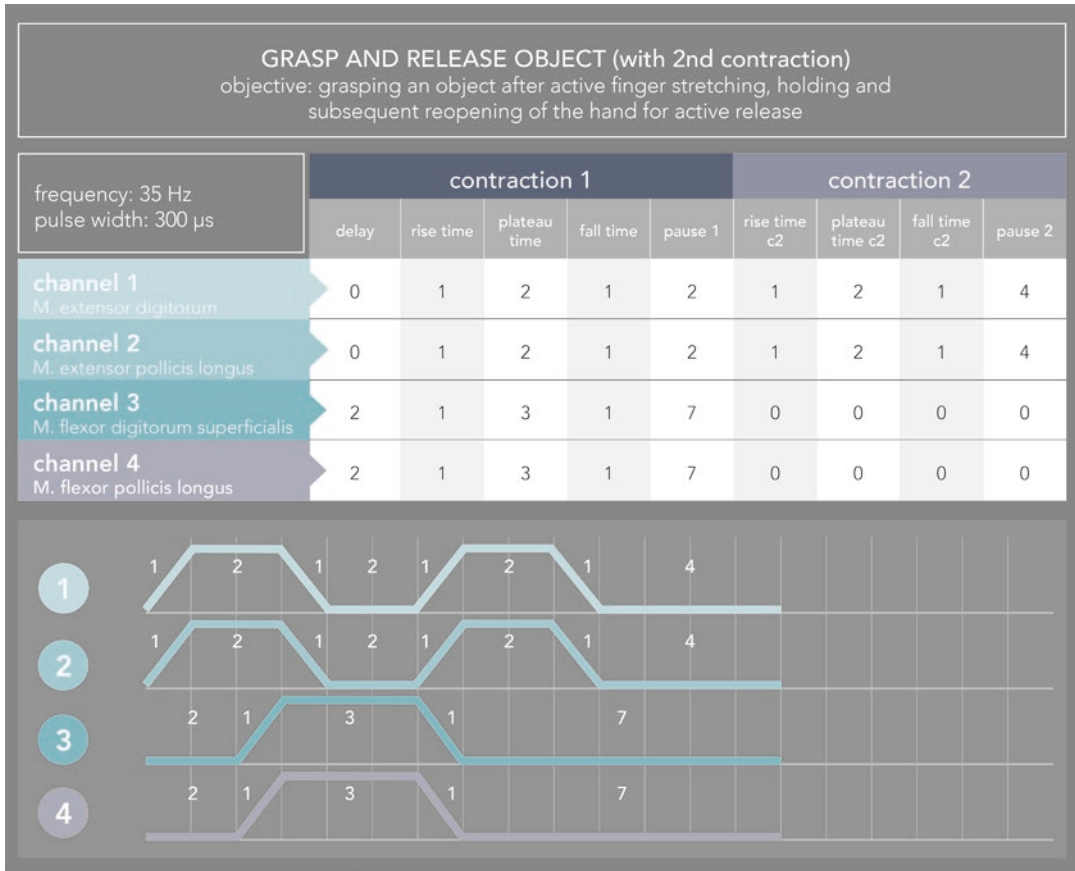 GRASP AND RELEASE OBJECT (with 2nd contraction)
objective: grasping an object after active finger stretching, holding and
subsequent reopening of the hand for active release
frequency: 35 Hz
pulse width: 300 µs
contraction 1 contraction 2
delay rise time plateau time fall time pause 1 rise time c2 plateau time c2 fall time c2 pause 2
channel 1
M. extensor digitorum
0 1 2 1 2 1 2 1 4
channel 2
M. extensor pollicis longus
0 1 2 1 2 1 2 1 4
channel 3
M. flexor digitorum superficialis
2 1 3 1 7 0 0 0 0
channel 4
M. flexor pollicis longus
2 1 3 1 7 0 0 0 0
1 1 2 1 2 1 2 1 4
2 1 2 1 2 1 2 1 4
3 2 1 3 1 7
4 2 1 3 1 7